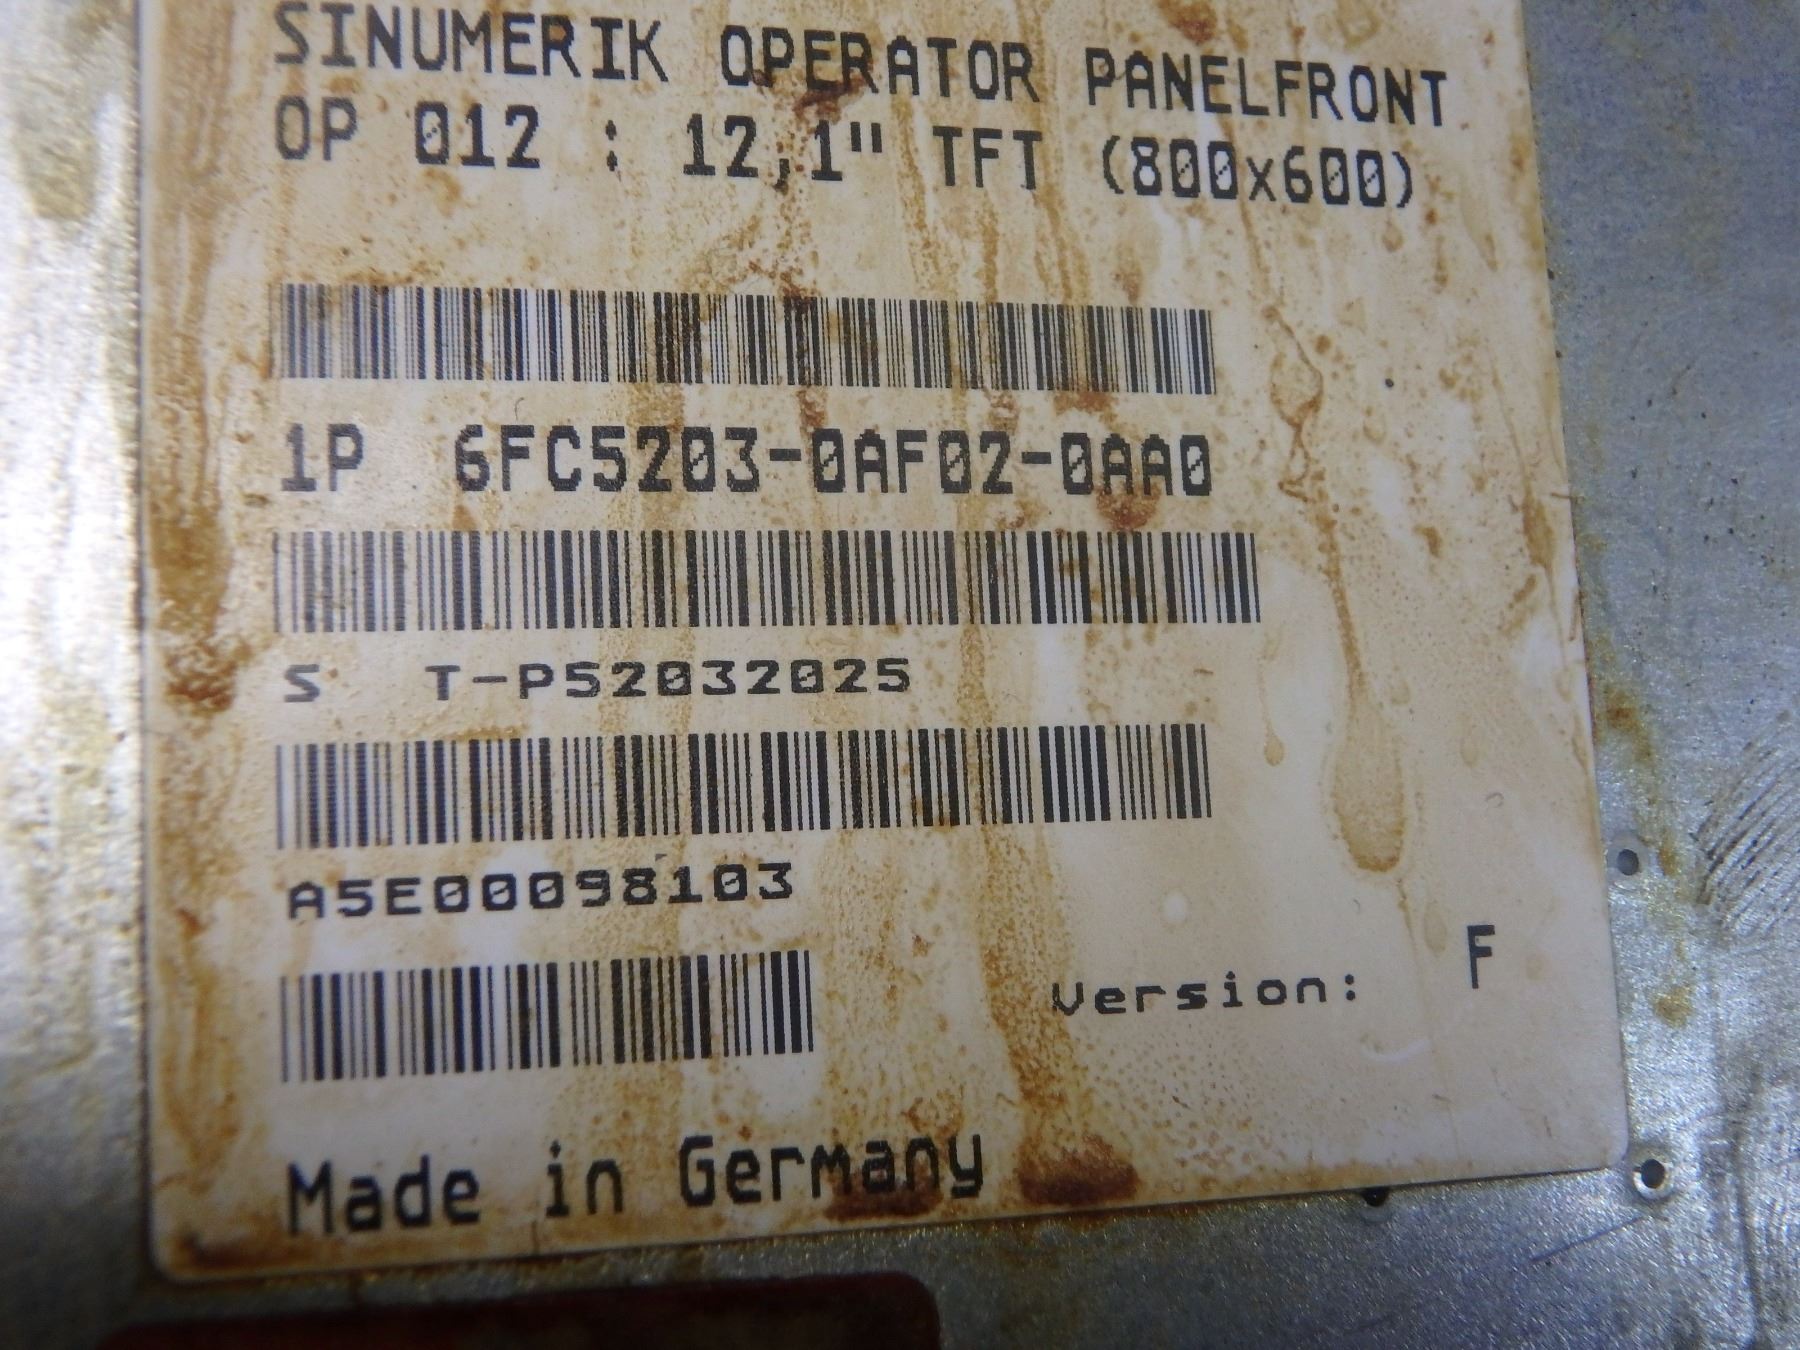 SINUMERIK OPERATOR PANELFRONT
OP 012 : 12,1" TFT (800x600)
1P 6FC5203-0AF02-0AA0
S T-P52032025
A5E00098103
Version: F
Made in Germany